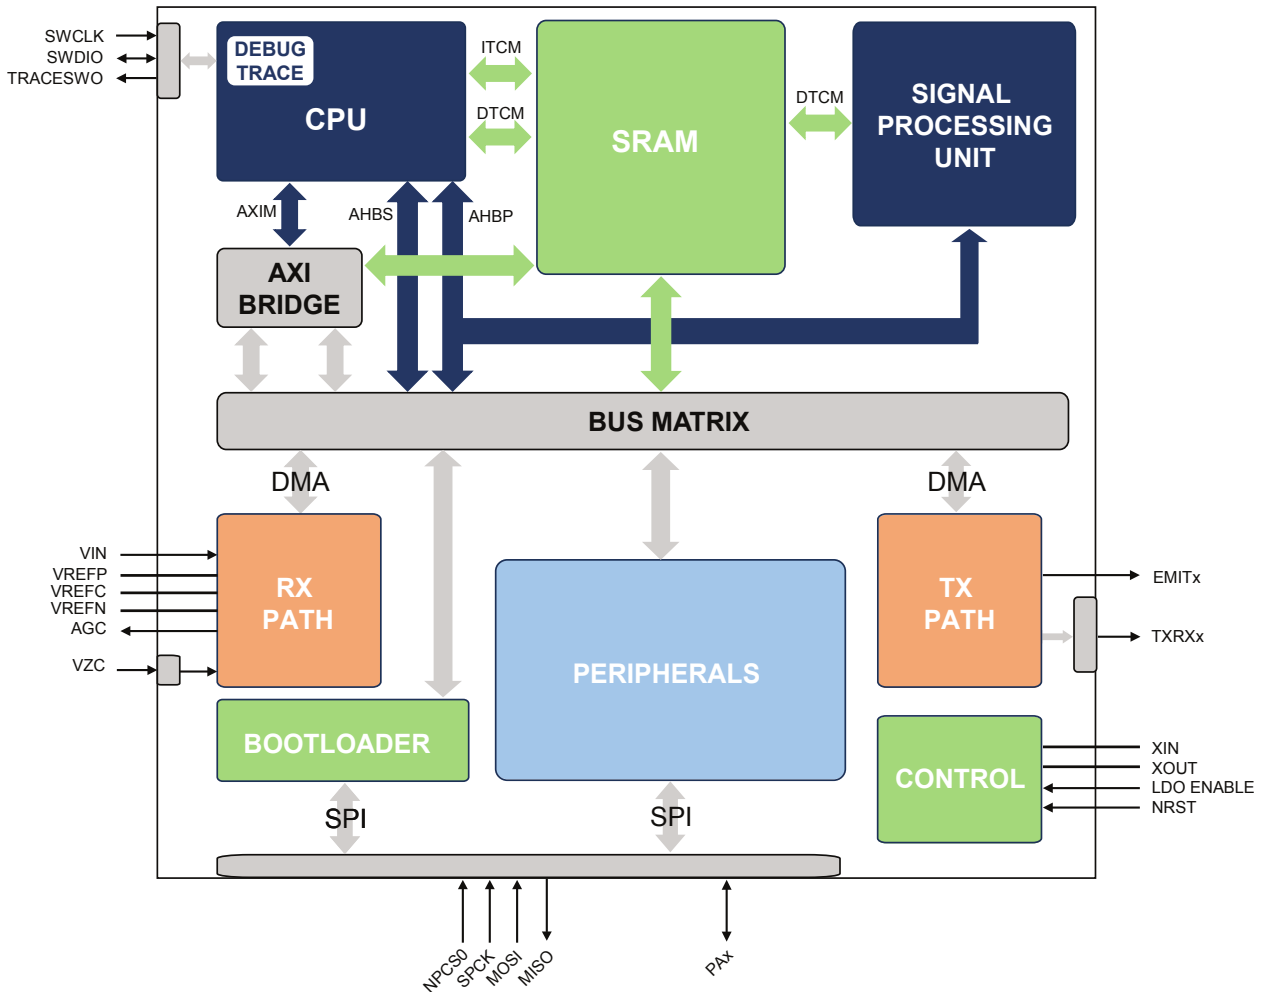 SWCLK
SWDIO
TRACESWO
DEBUG
TRACE
CPU
ITCM
DTCM
SRAM
DTCM
SIGNAL
PROCESSING
UNIT
AXIM
AHBS
AHBP
AXI
BRIDGE
BUS MATRIX
DMA
DMA
VIN
VREFP
VREFC
VREFN
AGC
VZC
RX
PATH
TX
PATH
EMITx
TXRXx
PERIPHERALS
BOOTLOADER
CONTROL
XIN
XOUT
LDO ENABLE
NRST
SPI
SPI
NPCS0
SPCK
MOSI
MISO
PAx